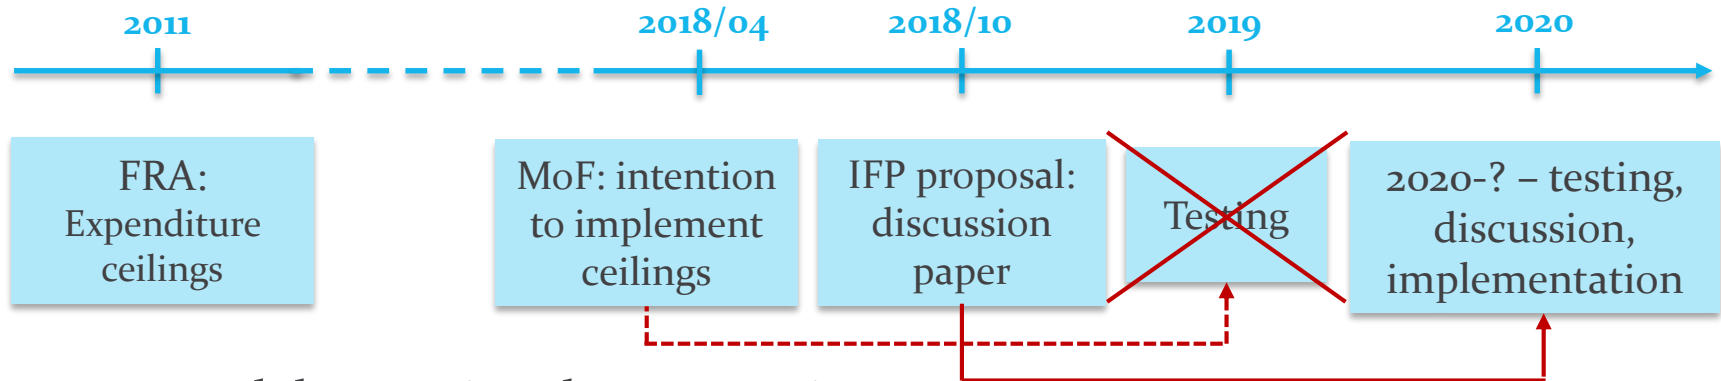 2011
2018/04
2018/10
2019
2020
FRA:
Expenditure
ceilings
MoF: intention
to implement
ceilings
IFP proposal:
discussion
paper
Testing
2020-? – testing,
discussion,
implementation